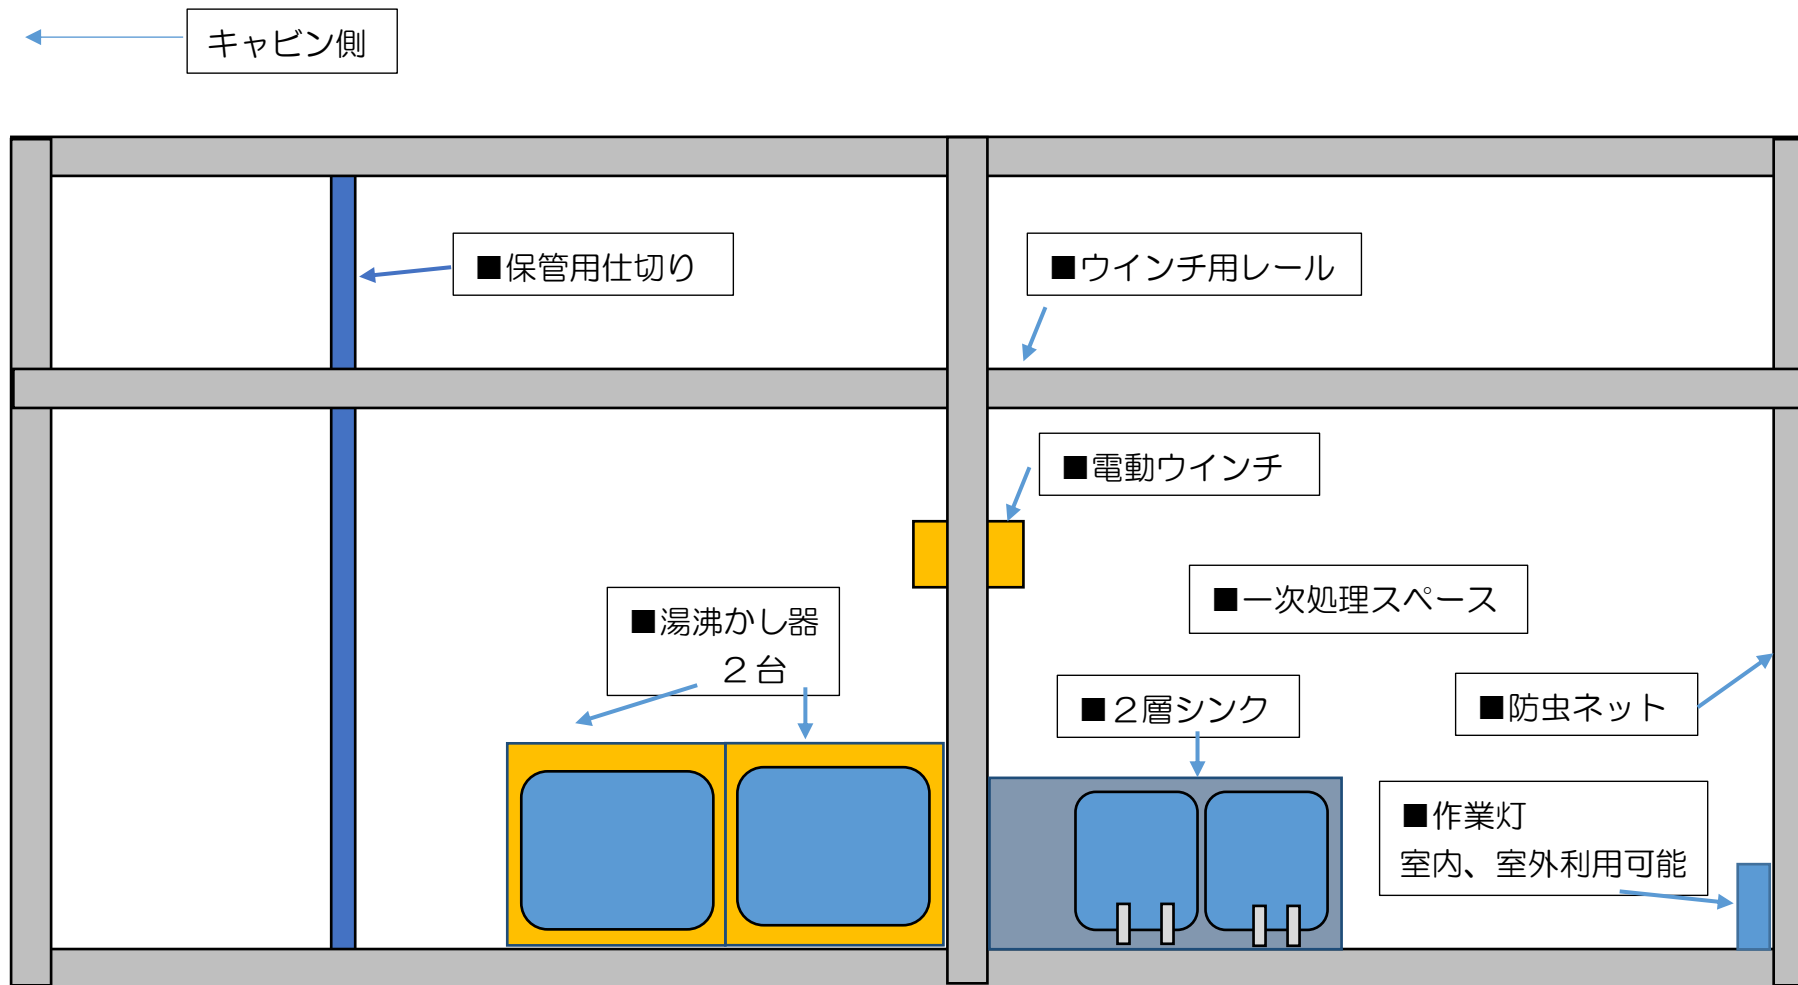 キャビン側
■保管用仕切り
■ウインチ用レール
■電動ウインチ
■一次処理スペース
■湯沸かし器
２台
■２層シンク
■防虫ネット
■作業灯
室内、室外利用可能